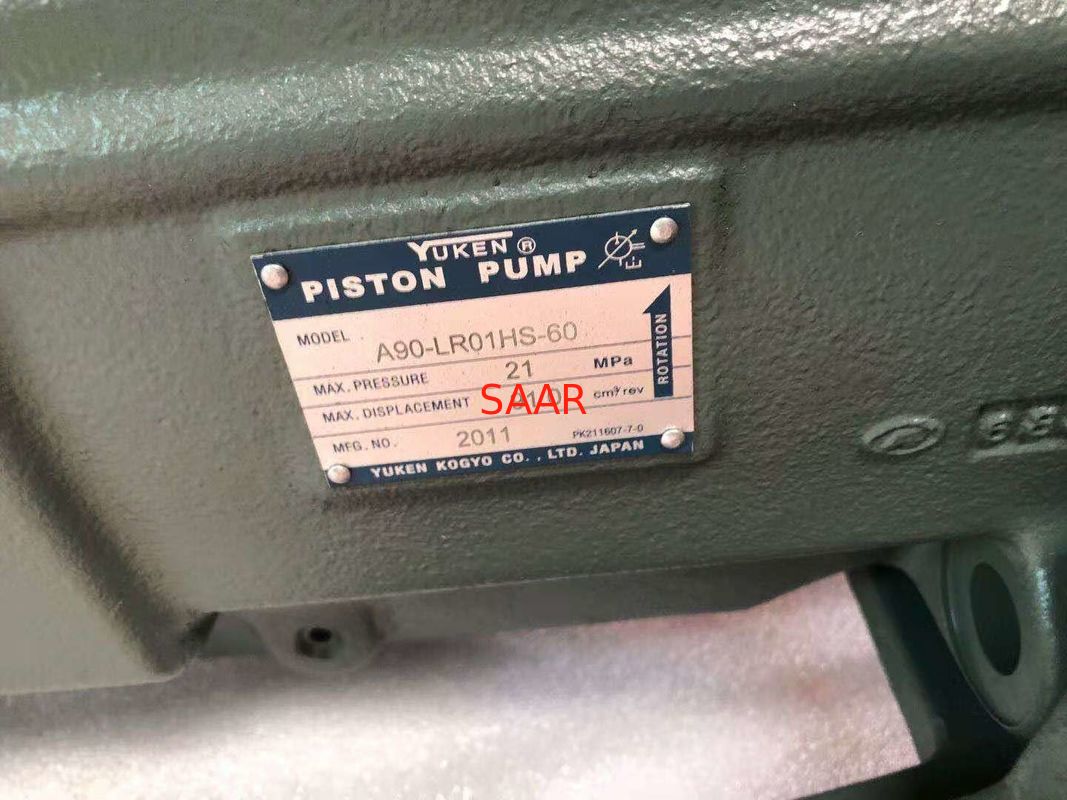 YUKEN®
PISTON PUMP
MODEL A90-LR01HS-60
MAX. PRESSURE 21 MPa
MAX. DISPLACEMENT cm³/rev
SAAR
MFG. NO. 2011 PK211607-7-0
YUKEN KOGYO CO., LTD. JAPAN
ROTATION